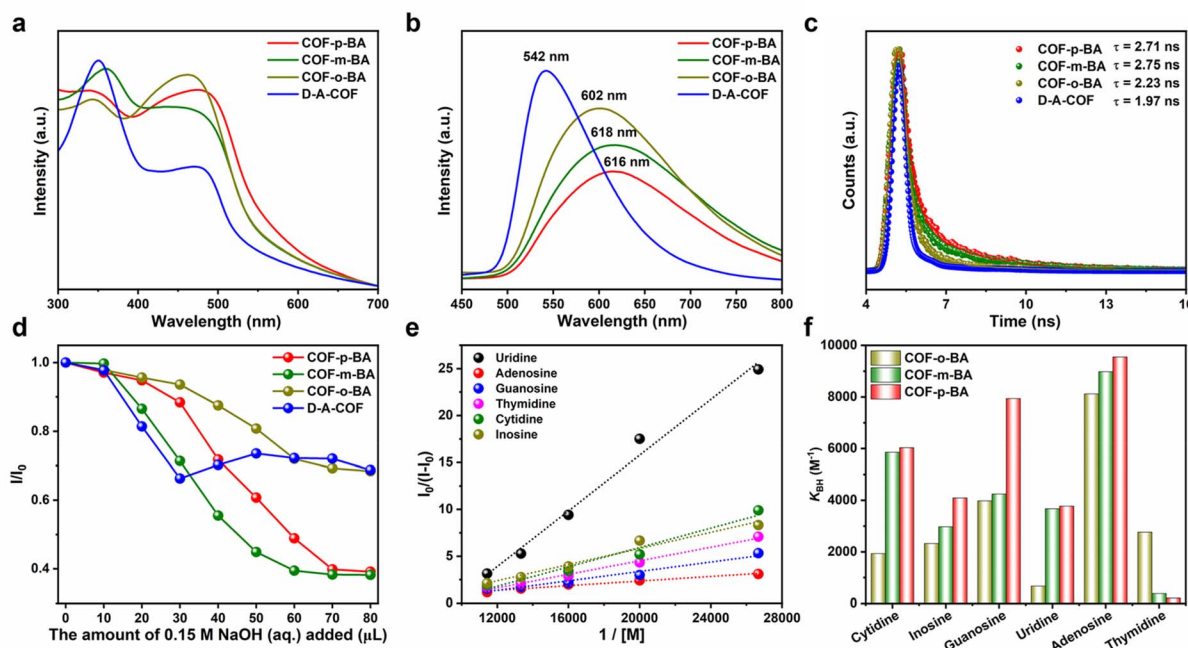 a
COF-p-BA
COF-m-BA
COF-o-BA
D-A-COF
Intensity (a.u.)
300 400 500 600 700
Wavelength (nm)
b
COF-p-BA
COF-m-BA
COF-o-BA
D-A-COF
542 nm
602 nm
618 nm
616 nm
Intensity (a.u.)
450 500 550 600 650 700 750 800
Wavelength (nm)
c
COF-p-BA τ = 2.71 ns
COF-m-BA τ = 2.75 ns
COF-o-BA τ = 2.23 ns
D-A-COF τ = 1.97 ns
Counts (a.u.)
4 7 10 13 16
Time (ns)
d
COF-p-BA
COF-m-BA
COF-o-BA
D-A-COF
I/I₀
1.0
0.8
0.6
0.4
0 10 20 30 40 50 60 70 80
The amount of 0.15 M NaOH (aq.) added (μL)
e
Uridine
Adenosine
Guanosine
Thymidine
Cytidine
Inosine
I₀/(I-I₀)
25
20
15
10
5
0
12000 16000 20000 24000 28000
1 / [M]
f
COF-o-BA
COF-m-BA
COF-p-BA
K_BH (M⁻¹)
10000
8000
6000
4000
2000
0
Cytidine
Inosine
Guanosine
Uridine
Adenosine
Thymidine